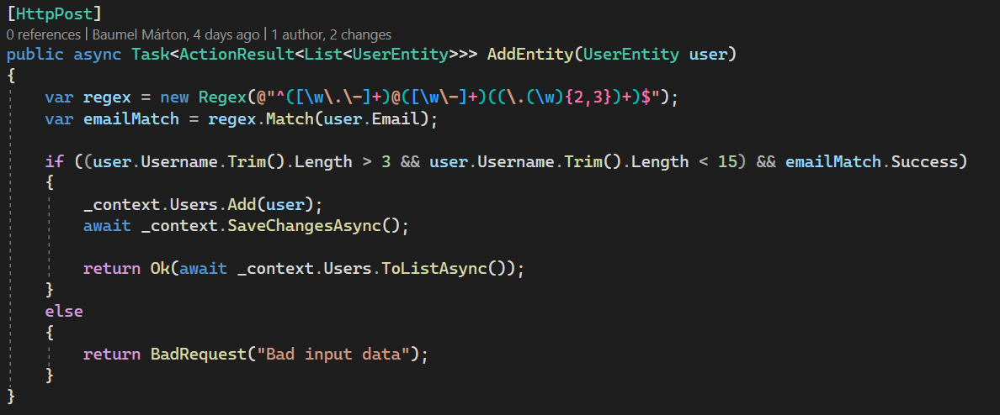 [HttpPost]
0 references | Baumel Márton, 4 days ago | 1 author, 2 changes
public async Task<ActionResult<List<UserEntity>>> AddEntity(UserEntity user)
{
    var regex = new Regex(@"^([\w\.\-]+)@([\w\-]+)((\.(\w){2,3})+)$");
    var emailMatch = regex.Match(user.Email);

    if ((user.Username.Trim().Length > 3 && user.Username.Trim().Length < 15) && emailMatch.Success)
    {
        _context.Users.Add(user);
        await _context.SaveChangesAsync();

        return Ok(await _context.Users.ToListAsync());
    }
    else
    {
        return BadRequest("Bad input data");
    }
}